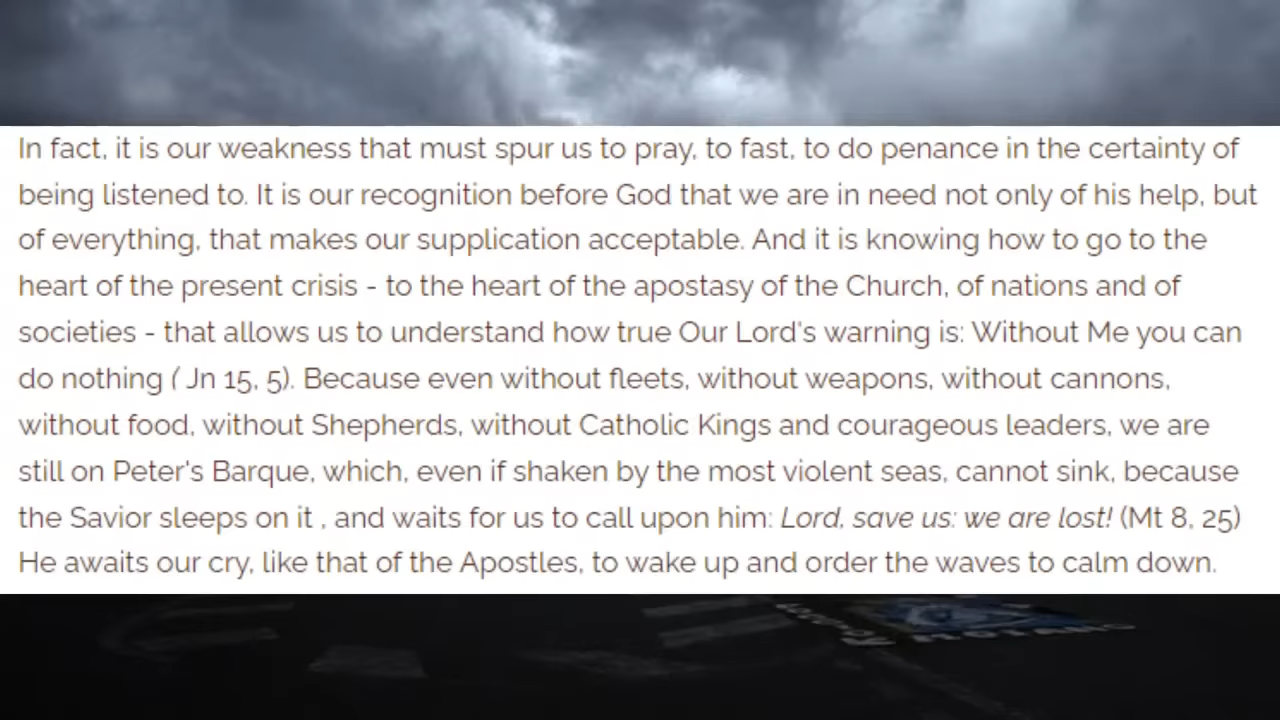 In fact, it is our weakness that must spur us to pray, to fast, to do penance in the certainty of
being listened to. It is our recognition before God that we are in need not only of his help, but
of everything, that makes our supplication acceptable. And it is knowing how to go to the
heart of the present crisis - to the heart of the apostasy of the Church, of nations and of
societies - that allows us to understand how true Our Lord's warning is: Without Me you can
do nothing ( Jn 15, 5). Because even without fleets, without weapons, without cannons,
without food, without Shepherds, without Catholic Kings and courageous leaders, we are
still on Peter's Barque, which, even if shaken by the most violent seas, cannot sink, because
the Savior sleeps on it , and waits for us to call upon him: Lord, save us: we are lost! (Mt 8, 25)
He awaits our cry, like that of the Apostles, to wake up and order the waves to calm down.